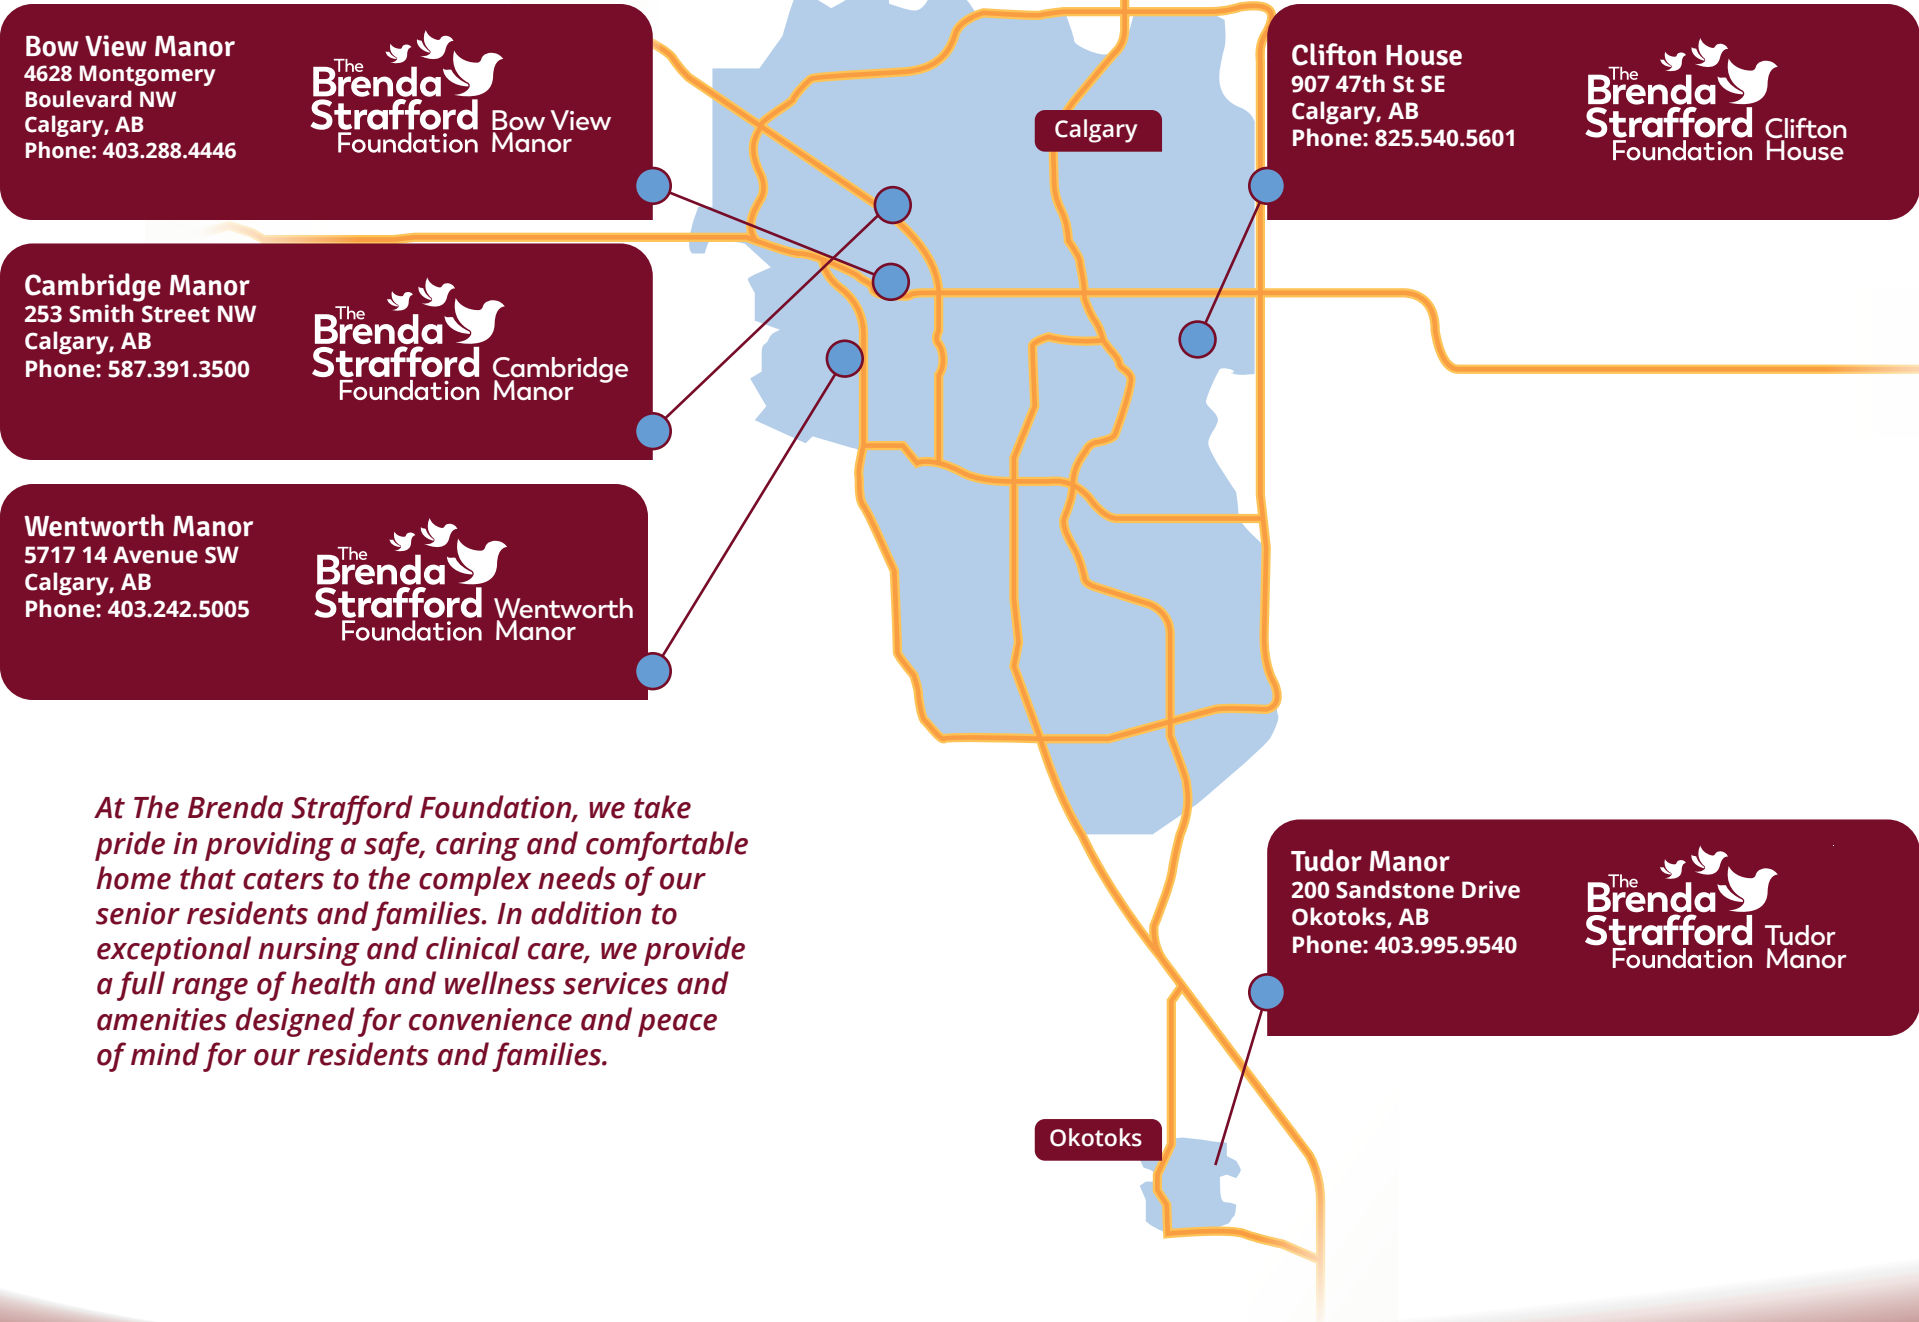 Bow View Manor
4628 Montgomery
Boulevard NW
Calgary, AB
Phone: 403.288.4446
The
Brenda
Strafford
Foundation
Bow View
Manor
Calgary
Clifton House
907 47th St SE
Calgary, AB
Phone: 825.540.5601
The
Brenda
Strafford
Foundation
Clifton
House
Cambridge Manor
253 Smith Street NW
Calgary, AB
Phone: 587.391.3500
The
Brenda
Strafford
Foundation
Cambridge
Manor
Wentworth Manor
5717 14 Avenue SW
Calgary, AB
Phone: 403.242.5005
The
Brenda
Strafford
Foundation
Wentworth
Manor
At The Brenda Strafford Foundation, we take
pride in providing a safe, caring and comfortable
home that caters to the complex needs of our
senior residents and families. In addition to
exceptional nursing and clinical care, we provide
a full range of health and wellness services and
amenities designed for convenience and peace
of mind for our residents and families.
Tudor Manor
200 Sandstone Drive
Okotoks, AB
Phone: 403.995.9540
The
Brenda
Strafford
Foundation
Tudor
Manor
Okotoks